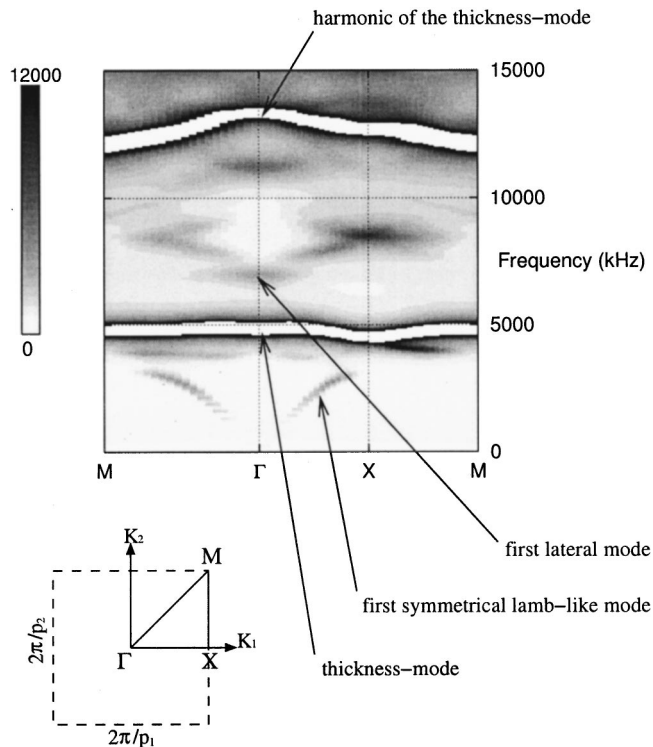 harmonic of the thickness-mode
12000
15000
10000
Frequency (kHz)
5000
0
0
M Γ X M
first lateral mode
first symmetrical lamb-like mode
thickness-mode
K2
M
2π/p2
Γ X K1
2π/p1